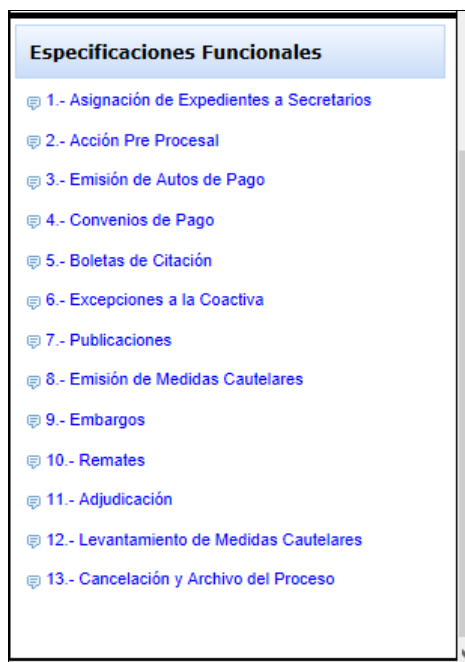 Especificaciones Funcionales
1.- Asignación de Expedientes a Secretarios
2.- Acción Pre Procesal
3.- Emisión de Autos de Pago
4.- Convenios de Pago
5.- Boletas de Citación
6.- Excepciones a la Coactiva
7.- Publicaciones
8.- Emisión de Medidas Cautelares
9.- Embargos
10.- Remates
11.- Adjudicación
12.- Levantamiento de Medidas Cautelares
13.- Cancelación y Archivo del Proceso